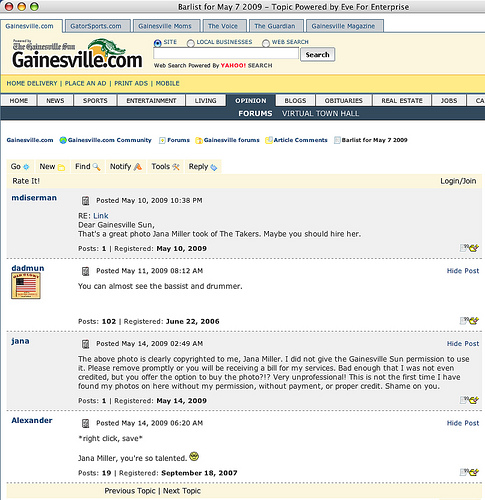 Barlist for May 7 2009 - Topic Powered by Eve For Enterprise
Gainesville.com GatorSports.com Gainesville Moms The Voice The Guardian Gainesville Magazine
Powered by
The Gainesville Sun
Gainesville.com
SITE LOCAL BUSINESSES WEB SEARCH
Search
Web Search Powered By YAHOO! SEARCH
HOME DELIVERY | PLACE AN AD | PRINT ADS | MOBILE
HOME NEWS SPORTS ENTERTAINMENT LIVING OPINION BLOGS OBITUARIES REAL ESTATE JOBS CA
FORUMS VIRTUAL TOWN HALL
Gainesville.com Gainesville.com Community Forums Gainesville forums Article Comments Barlist for May 7 2009
Go New Find Notify Tools Reply
Rate It! Login/Join
mdiserman Posted May 10, 2009 10:38 PM
RE: Link
Dear Gainesville Sun,
That's a great photo Jana Miller took of The Takers. Maybe you should hire her.
Posts: 1 | Registered: May 10, 2009
dadmun Posted May 11, 2009 08:12 AM Hide Post
You can almost see the bassist and drummer.
Posts: 102 | Registered: June 22, 2006
jana Posted May 14, 2009 02:49 AM Hide Post
The above photo is clearly copyrighted to me, Jana Miller. I did not give the Gainesville Sun permission to use
it. Please remove promptly or you will be receiving a bill for my services. Bad enough that I was not even
credited, but you offer the option to buy the photo?!? Very unprofessional! This is not the first time I have
found my photos on here without my permission, without payment, or proper credit. Shame on you.
Posts: 1 | Registered: May 14, 2009
Alexander Posted May 14, 2009 06:20 AM Hide Post
*right click, save*
Jana Miller, you're so talented.
Posts: 19 | Registered: September 18, 2007
Previous Topic | Next Topic